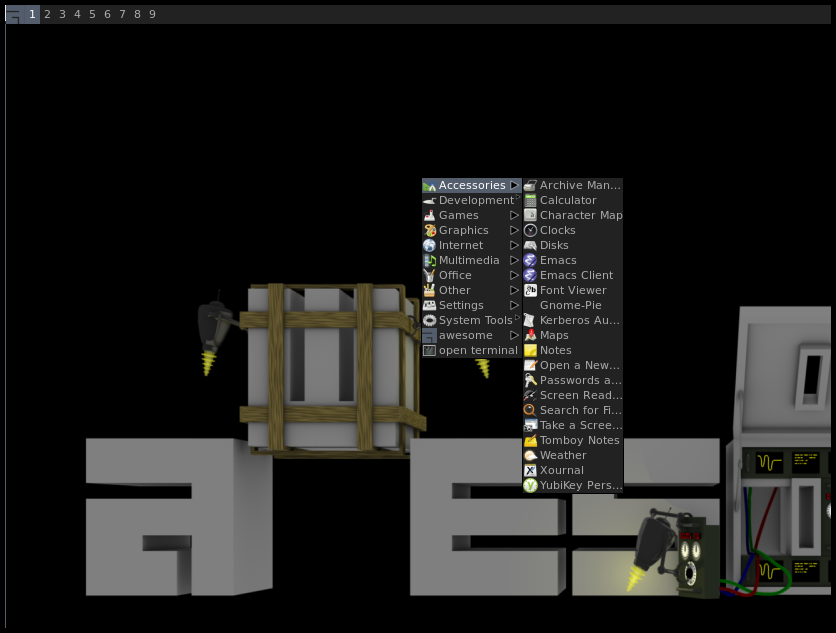 1 2 3 4 5 6 7 8 9
Accessories
Development
Games
Graphics
Internet
Multimedia
Office
Other
Settings
System Tools
awesome
open terminal
Archive Man...
Calculator
Character Map
Clocks
Disks
Emacs
Emacs Client
Font Viewer
Gnome-Pie
Kerberos Au...
Maps
Notes
Open a New...
Passwords a...
Screen Read...
Search for Fi...
Take a Scree...
Tomboy Notes
Weather
Xournal
YubiKey Pers...